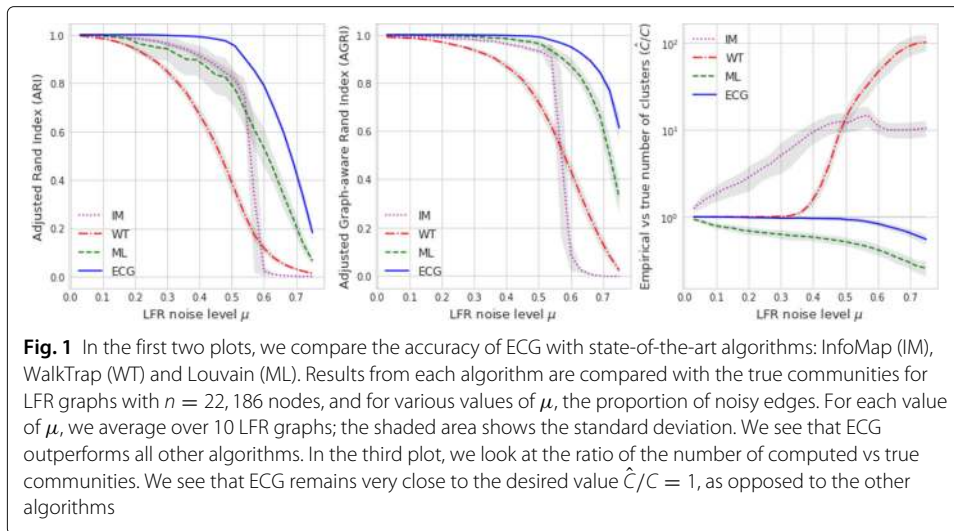 Adjusted Rand Index (ARI)
1.0
0.8
0.6
0.4
0.2
0.0
IM
WT
ML
ECG
0.0 0.1 0.2 0.3 0.4 0.5 0.6 0.7
LFR noise level μ
Adjusted Graph-aware Rand Index (AGRI)
1.0
0.8
0.6
0.4
0.2
0.0
IM
WT
ML
ECG
0.0 0.1 0.2 0.3 0.4 0.5 0.6 0.7
LFR noise level μ
Empirical vs true number of clusters (Ĉ/C)
IM
WT
ML
ECG
10²
10¹
10⁰
0.0 0.1 0.2 0.3 0.4 0.5 0.6 0.7
LFR noise level μ
Fig. 1 In the first two plots, we compare the accuracy of ECG with state-of-the-art algorithms: InfoMap (IM),
WalkTrap (WT) and Louvain (ML). Results from each algorithm are compared with the true communities for
LFR graphs with n = 22, 186 nodes, and for various values of μ, the proportion of noisy edges. For each value
of μ, we average over 10 LFR graphs; the shaded area shows the standard deviation. We see that ECG
outperforms all other algorithms. In the third plot, we look at the ratio of the number of computed vs true
communities. We see that ECG remains very close to the desired value Ĉ/C = 1, as opposed to the other
algorithms